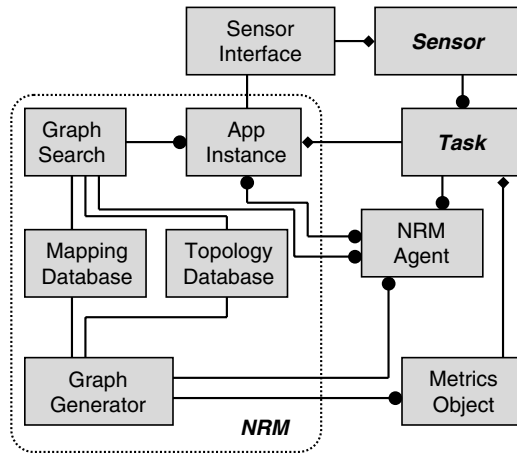 Sensor
Interface
Sensor
Graph
Search
App
Instance
Task
Mapping
Database
Topology
Database
NRM
Agent
Graph
Generator
Metrics
Object
NRM